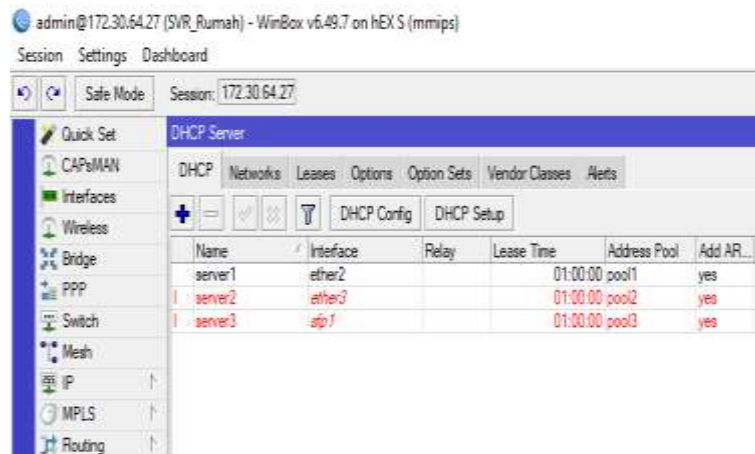 admin@172.30.64.27 (SVR_Rumah) - WinBox v6.49.7 on hEX S (mmips)
Session Settings Dashboard
Safe Mode Session: 172.30.64.27
Quick Set
CAPsMAN
Interfaces
Wireless
Bridge
PPP
Switch
Mesh
IP
MPLS
Routing
DHCP Server
DHCP Networks Leases Options Option Sets Vendor Classes Alerts
DHCP Config DHCP Setup
Name Interface Relay Lease Time Address Pool Add AR...
server1 ether2 01:00:00 pool1 yes
I server2 ether3 01:00:00 pool2 yes
I server3 sfp1 01:00:00 pool3 yes